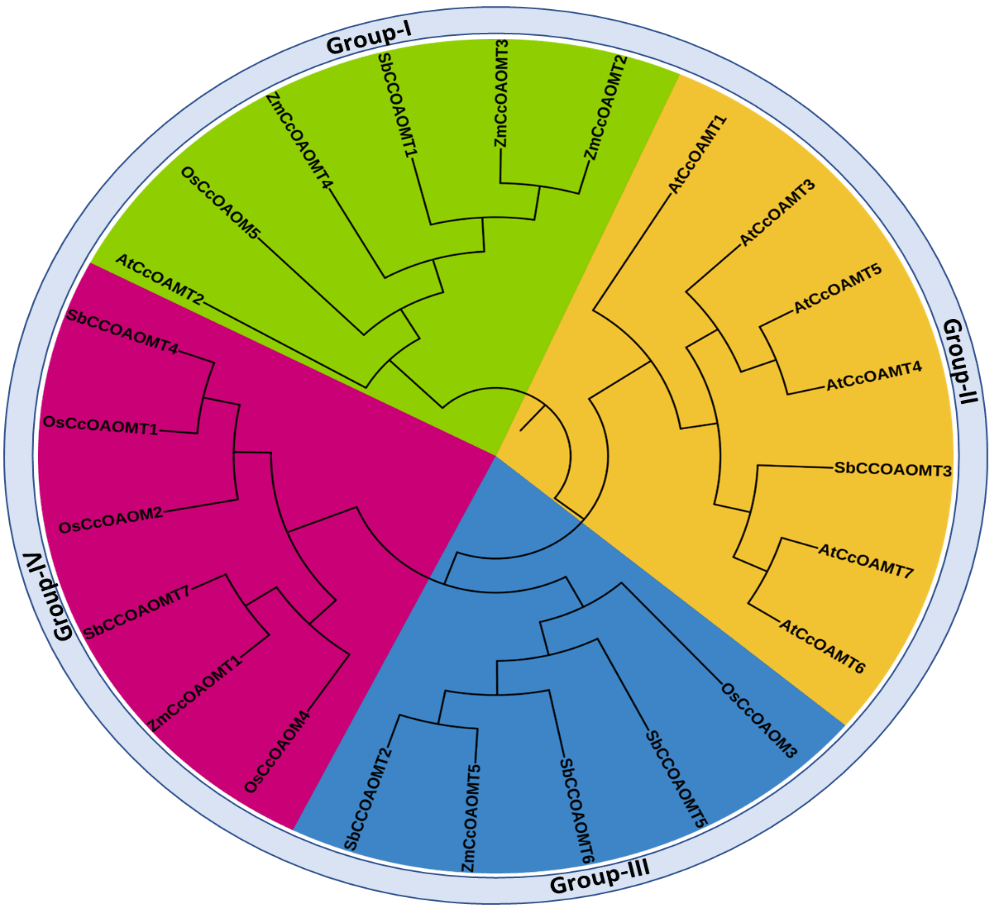 Group-I
ZmCcOAOMT2
ZmCcOAOMT3
SbCCOAOMT1
ZmCcOAOMT4
OsCcOAOM5
AtCcOAMT2
Group-II
AtCcOAMT1
AtCcOAMT3
AtCcOAMT5
AtCcOAMT4
SbCCOAOMT3
AtCcOAMT7
AtCcOAMT6
Group-III
OsCcOAOM3
SbCCOAOMT5
SbCCOAOMT6
ZmCcOAOMT5
SbCCOAOMT2
Group-IV
OsCcOAOM4
ZmCcOAOMT1
SbCCOAOMT7
OsCcOAOM2
OsCcOAOMT1
SbCCOAOMT4